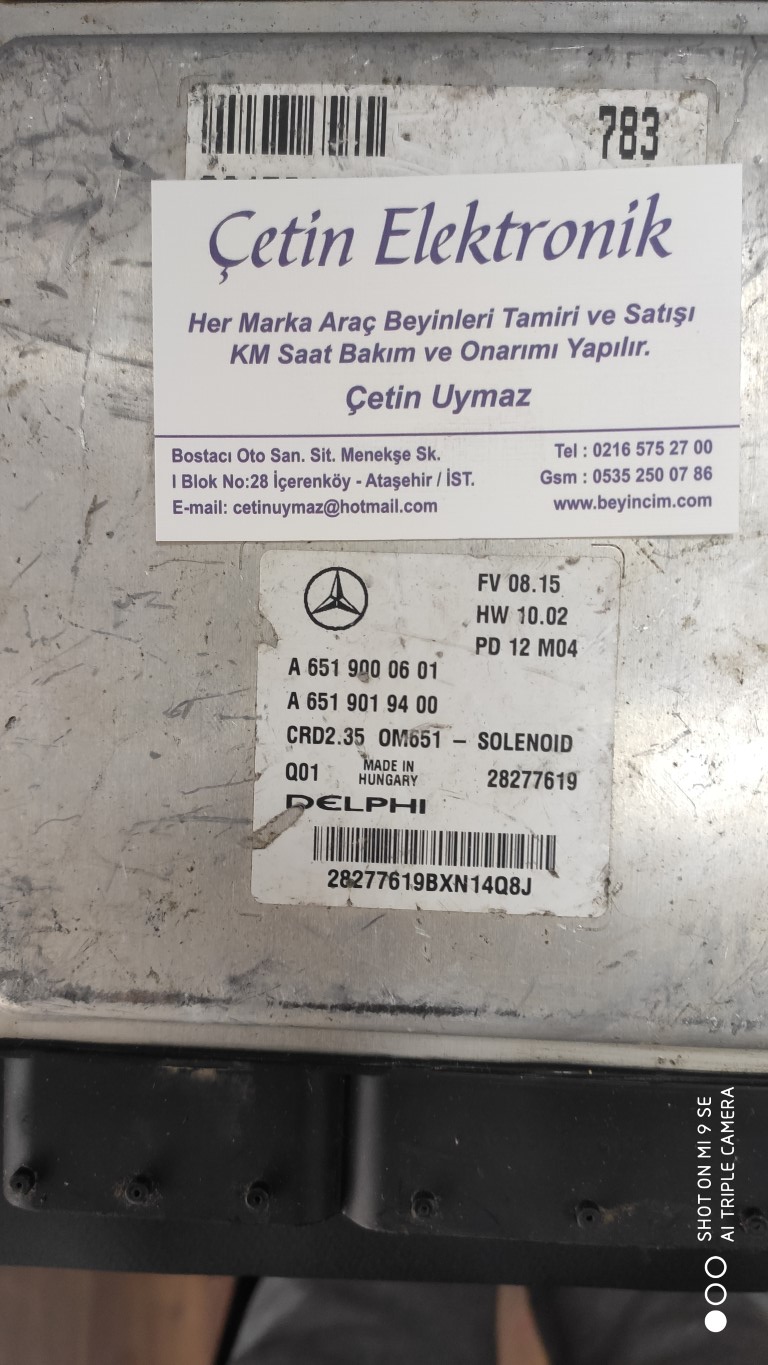 783
Çetin Elektronik
Her Marka Araç Beyinleri Tamiri ve Satışı
KM Saat Bakım ve Onarımı Yapılır.
Çetin Uymaz
Bostacı Oto San. Sit. Menekşe Sk.
I Blok No:28 İçerenköy - Ataşehir / İST.
E-mail: cetinuymaz@hotmail.com
Tel : 0216 575 27 00
Gsm : 0535 250 07 86
www.beyincim.com
FV 08.15
HW 10.02
PD 12 M04
A 651 900 06 01
A 651 901 94 00
CRD2.35 OM651 – SOLENOID
Q01 MADE IN HUNGARY 28277619
DELPHI
28277619BXN14Q8J
SHOT ON MI 9 SE
AI TRIPLE CAMERA